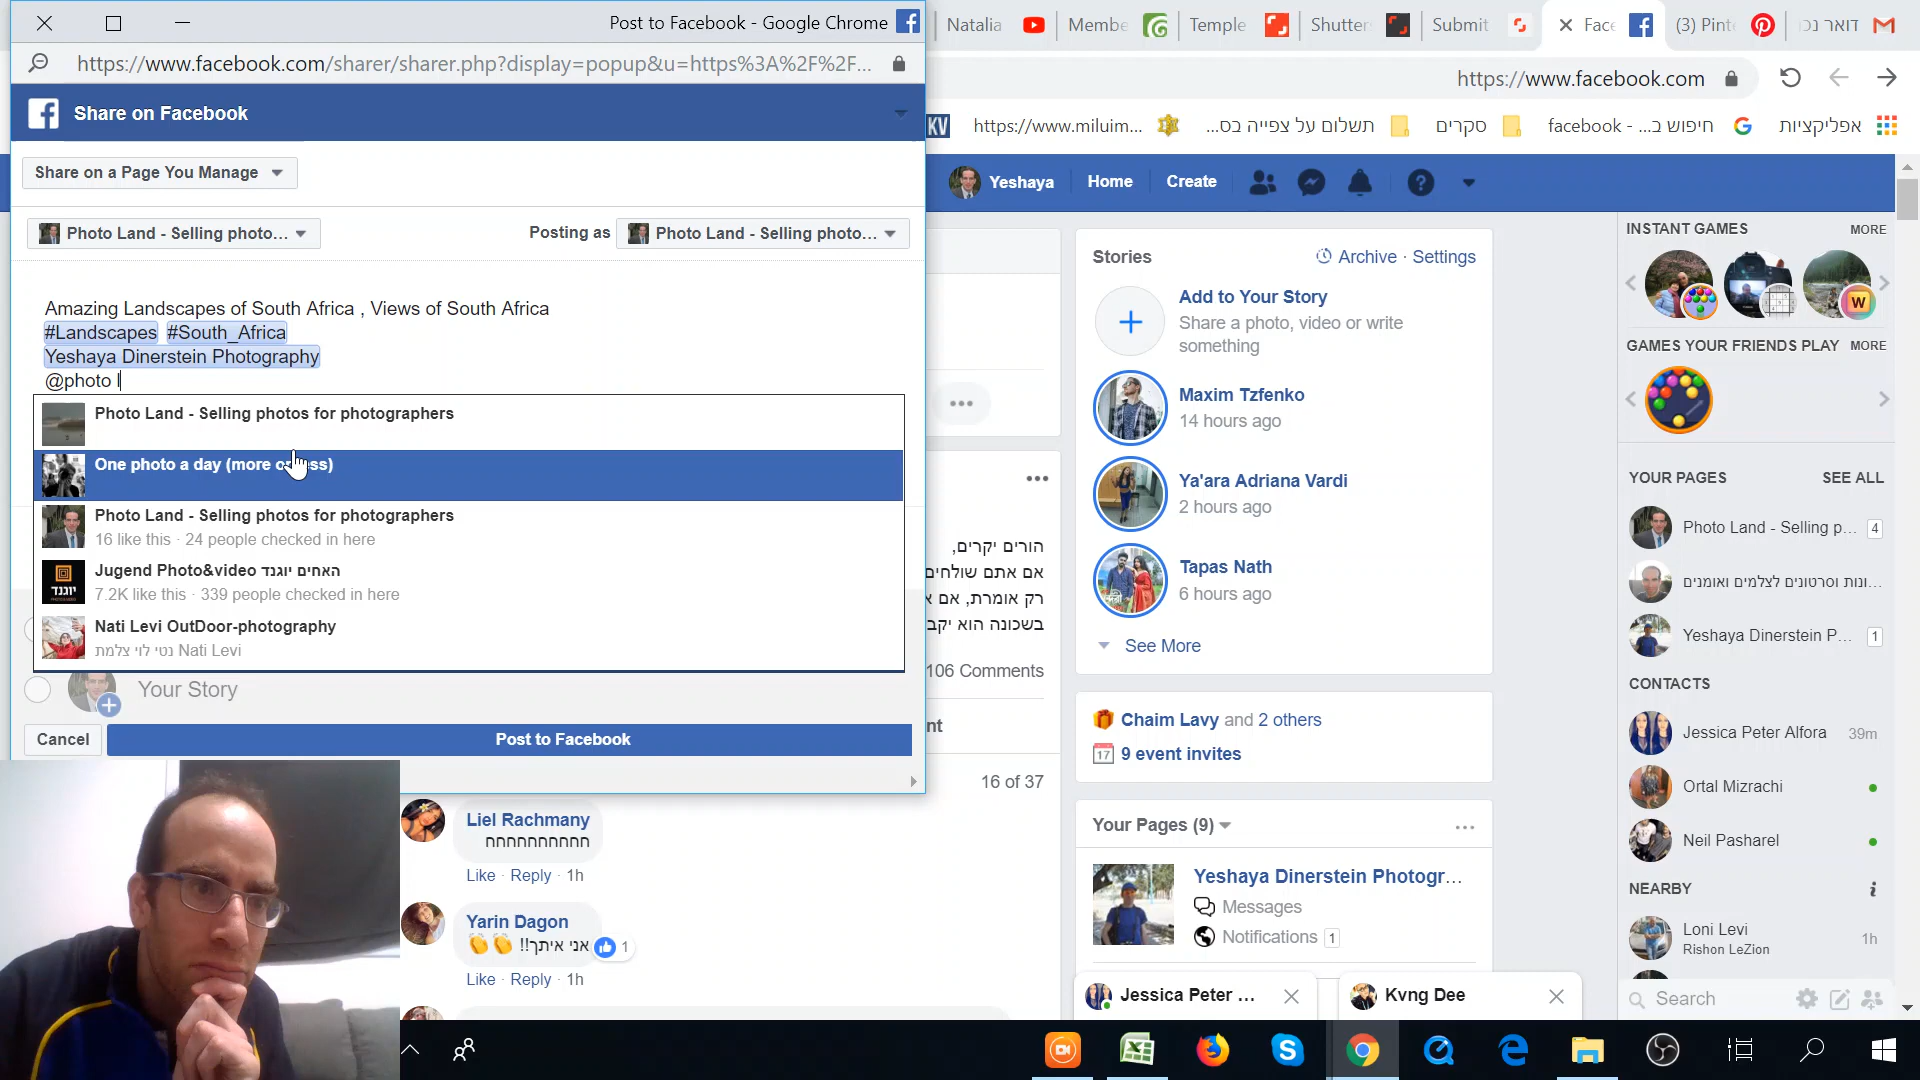 Post to Facebook - Google Chrome
https://www.facebook.com/sharer/sharer.php?display=popup&u=https%3A%2F%2F...
Share on Facebook
Share on a Page You Manage
Photo Land - Selling photo...
Posting as
Photo Land - Selling photo...
Amazing Landscapes of South Africa , Views of South Africa
#Landscapes #South_Africa
Yeshaya Dinerstein Photography
@photo l
Photo Land - Selling photos for photographers
One photo a day (more o ss)
Photo Land - Selling photos for photographers
16 like this · 24 people checked in here
Jugend Photo&video האחים יוגנד
7.2K like this · 339 people checked in here
Nati Levi OutDoor-photography
נטי לוי צלמת Nati Levi
Your Story
Cancel
Post to Facebook
Natalia
Membe
Temple
Shutter
Submit
Face
(3) Pint
דואר נכנ
https://www.facebook.com
KV
https://www.miluim...
תשלום על צפייה בס...
סקרים
facebook - ...חיפוש ב
אפליקציות
Yeshaya
Home
Create
הורים יקרים,
אם אתם שולחים
רק אומרת, אם א
בשכונה הוא יקב
106 Comments
nt
16 of 37
Liel Rachmany
חחחחחחחחחח
Like · Reply · 1h
Yarin Dagon
אני איתך!!
1
Like · Reply · 1h
Stories
Archive · Settings
Add to Your Story
Share a photo, video or write
something
Maxim Tzfenko
14 hours ago
Ya'ara Adriana Vardi
2 hours ago
Tapas Nath
6 hours ago
See More
Chaim Lavy and 2 others
17
9 event invites
Your Pages (9)
Yeshaya Dinerstein Photogr...
Messages
Notifications 1
Jessica Peter ...
Kvng Dee
INSTANT GAMES
MORE
W
GAMES YOUR FRIENDS PLAY
MORE
YOUR PAGES
SEE ALL
Photo Land - Selling p...
4
ונות וסרטונים לצלמים ואומנים...
Yeshaya Dinerstein P...
1
CONTACTS
Jessica Peter Alfora
39m
Ortal Mizrachi
Neil Pasharel
NEARBY
Loni Levi
1h
Rishon LeZion
Search